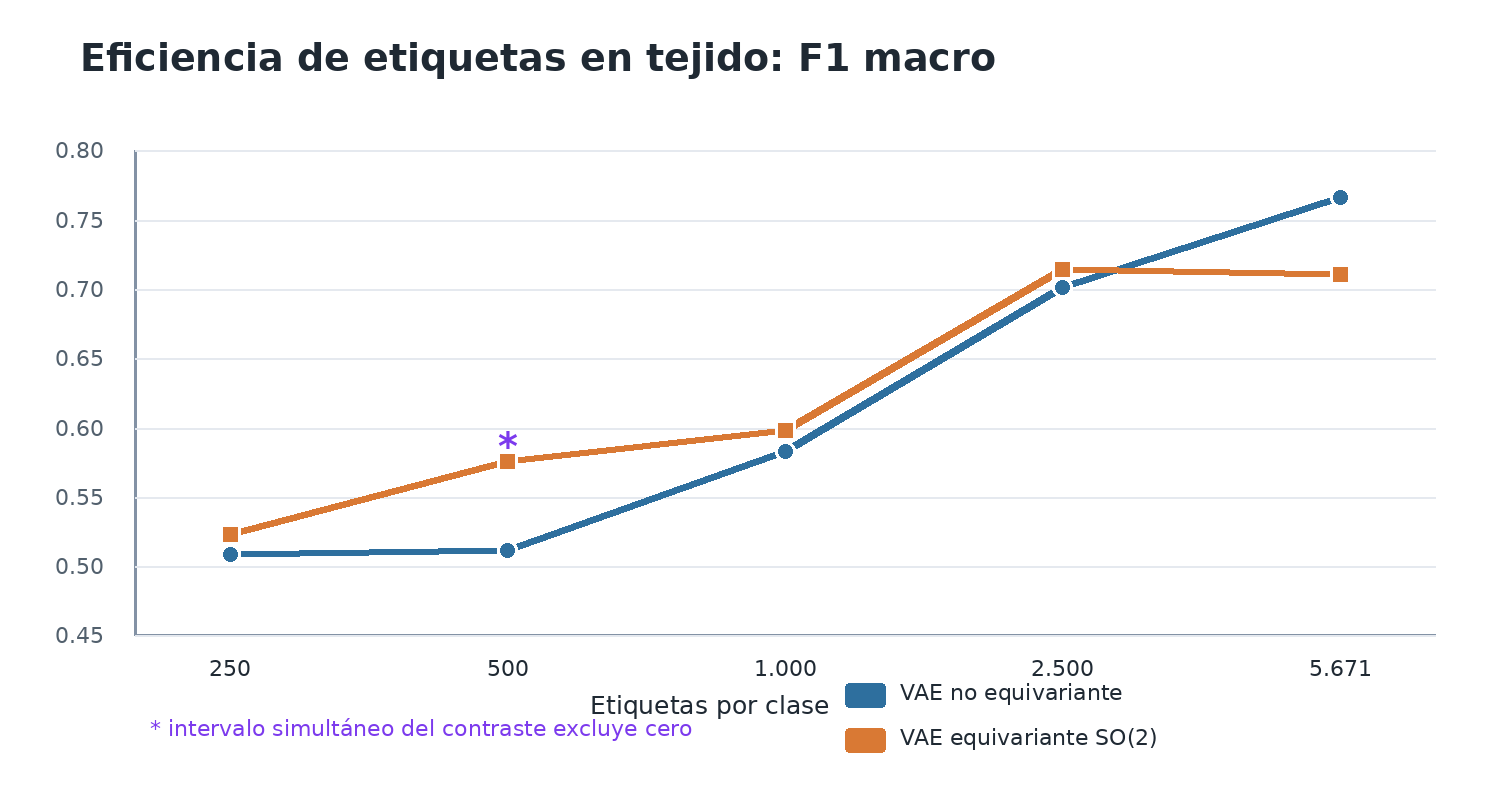 Eficiencia de etiquetas en tejido: F1 macro
0.80
0.75
0.70
0.65
0.60
0.55
0.50
0.45
*
250 500 1.000 2.500 5.671
Etiquetas por clase
* intervalo simultáneo del contraste excluye cero
VAE no equivariante
VAE equivariante SO(2)